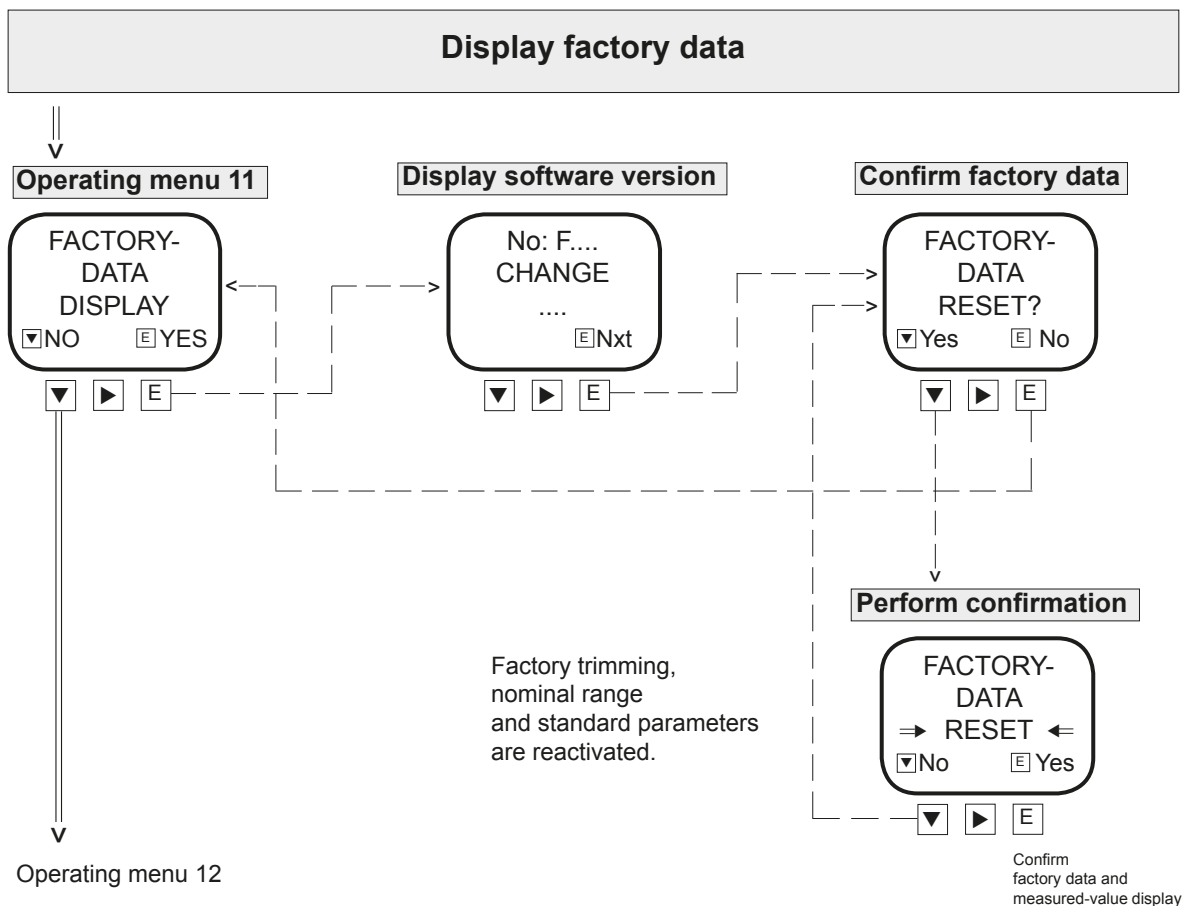 Display factory data
Operating menu 11
FACTORY-
DATA
DISPLAY
▼NO E YES
▼ ▶ E
Display software version
No: F....
CHANGE
....
E Nxt
▼ ▶ E
Confirm factory data
FACTORY-
DATA
RESET?
▼Yes E No
▼ ▶ E
Perform confirmation
FACTORY-
DATA
⇒ RESET ⇐
▼No E Yes
▼ ▶ E
Factory trimming,
nominal range
and standard parameters
are reactivated.
Operating menu 12
Confirm
factory data and
measured-value display